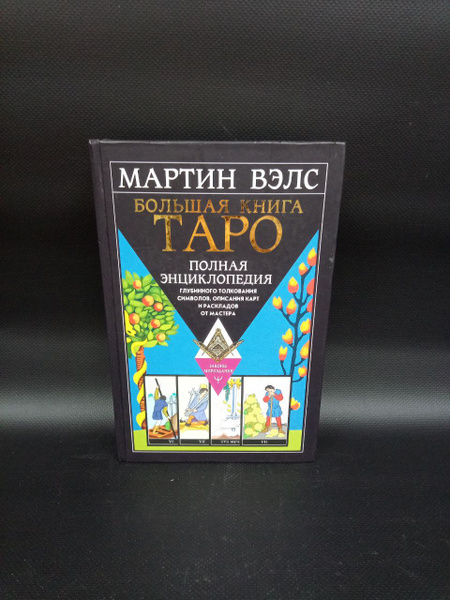 МАРТИН ВЭЛС
БОЛЬШАЯ КНИГА
ТАРО
ПОЛНАЯ
ЭНЦИКЛОПЕДИЯ
ГЛУБИННОГО ТОЛКОВАНИЯ
СИМВОЛОВ, ОПИСАНИЯ КАРТ
И РАСКЛАДОВ
ОТ МАСТЕРА